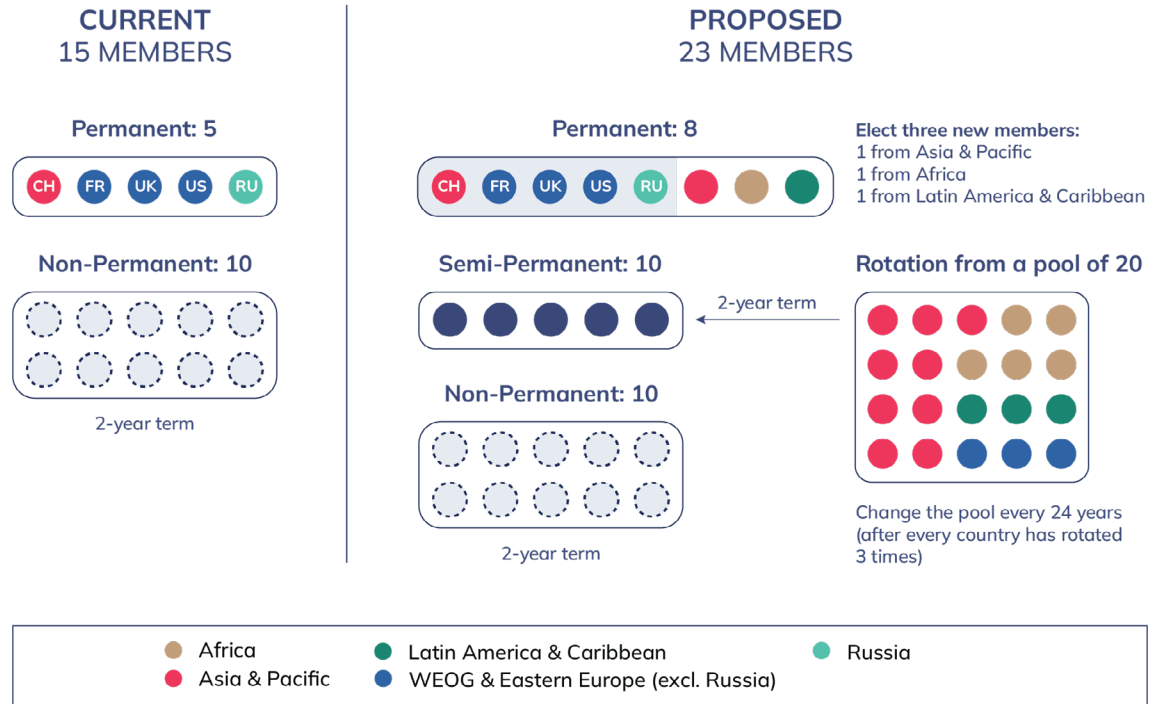 CURRENT
15 MEMBERS
Permanent: 5
CH FR UK US RU
Non-Permanent: 10
2-year term
PROPOSED
23 MEMBERS
Permanent: 8
CH FR UK US RU
Elect three new members:
1 from Asia & Pacific
1 from Africa
1 from Latin America & Caribbean
Semi-Permanent: 10
2-year term
Rotation from a pool of 20
Non-Permanent: 10
2-year term
Change the pool every 24 years
(after every country has rotated
3 times)
Africa
Asia & Pacific
Latin America & Caribbean
WEOG & Eastern Europe (excl. Russia)
Russia